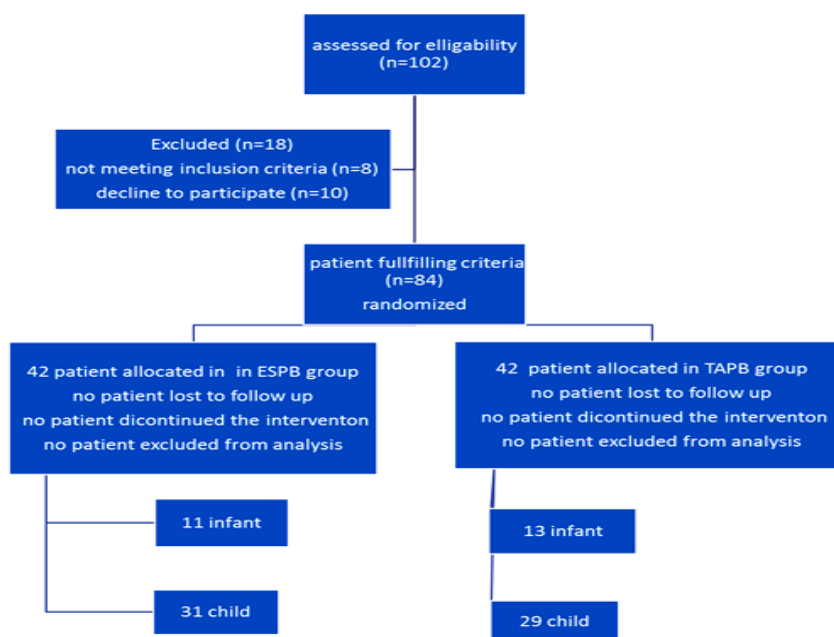 assessed for elligability
(n=102)
Excluded (n=18)
not meeting inclusion criteria (n=8)
decline to participate (n=10)
patient fullfilling criteria
(n=84)
randomized
42 patient allocated in in ESPB group
no patient lost to follow up
no patient dicontinued the interventon
no patient excluded from analysis
42 patient allocated in TAPB group
no patient lost to follow up
no patient dicontinued the interventon
no patient excluded from analysis
11 infant
13 infant
31 child
29 child